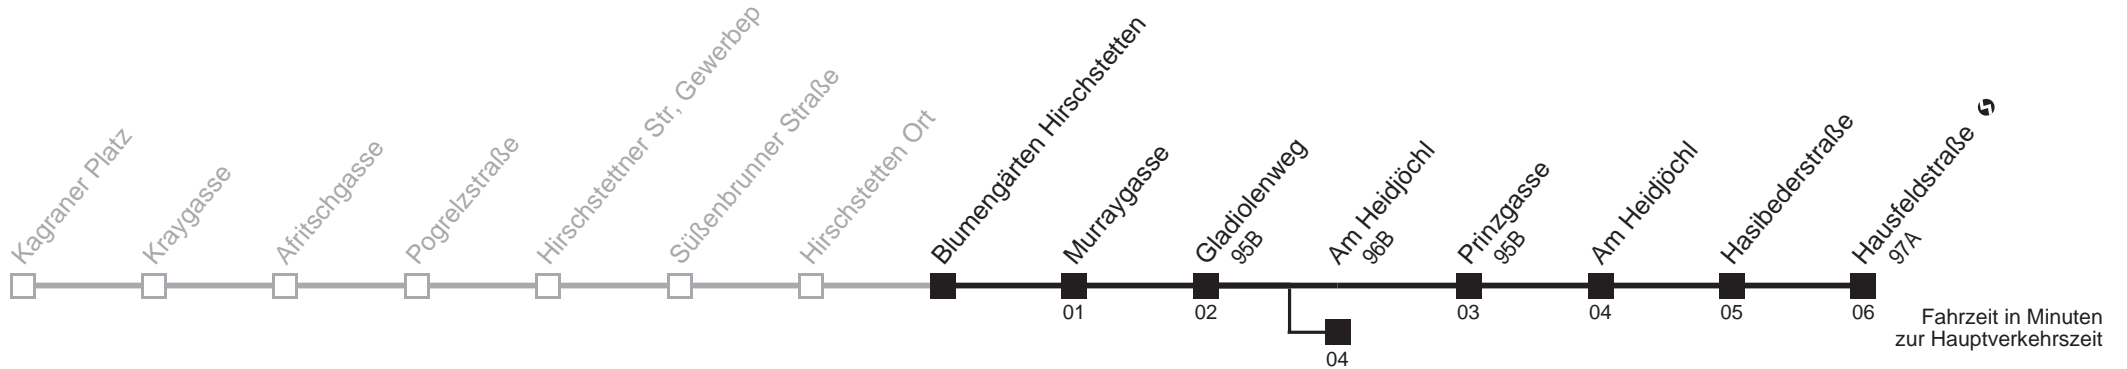 Kagraner Platz
Kraygasse
Afritschgasse
Pogrelzstraße
Hirschstettner Str, Gewerbep
Süßenbrunner Straße
Hirschstetten Ort
Blumengärten Hirschstetten
Murraygasse
01
Gladiolenweg
95B
02
Am Heidjöchl
96B
04
Prinzgasse
95B
03
Am Heidjöchl
04
Hasibederstraße
05
Hausfeldstraße
97A
06
Fahrzeit in Minuten
zur Hauptverkehrszeit